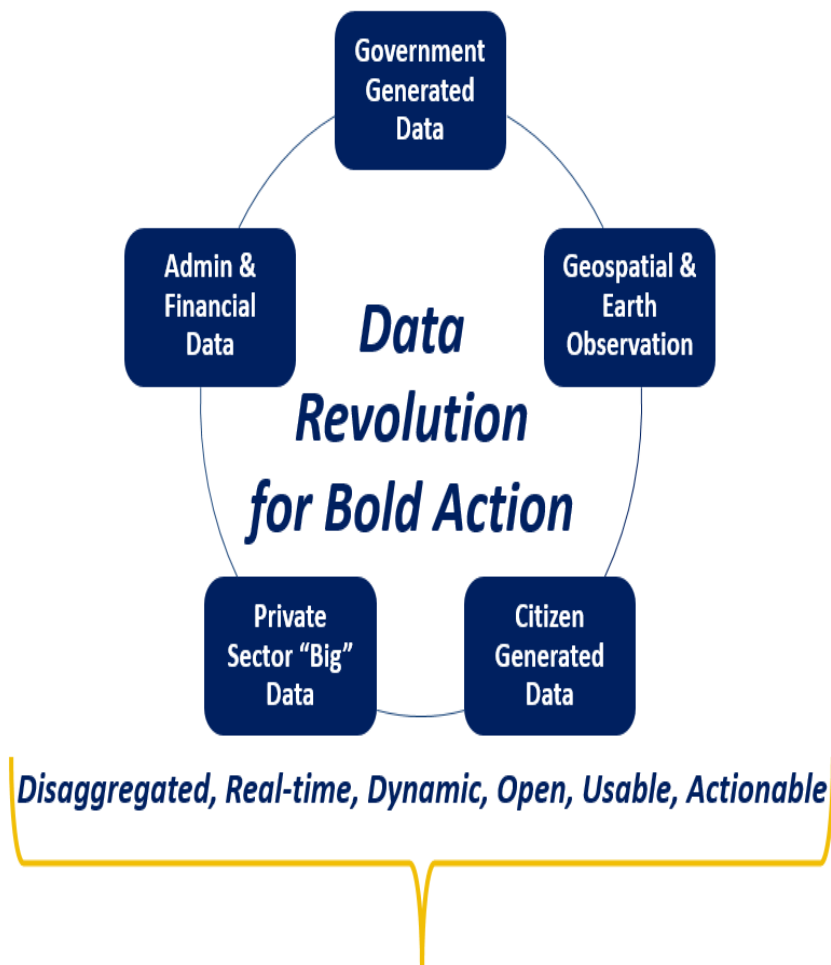 Government
Generated
Data
Admin &
Financial
Data
Geospatial &
Earth
Observation
Data
Revolution
for Bold Action
Private
Sector “Big”
Data
Citizen
Generated
Data
Disaggregated, Real-time, Dynamic, Open, Usable, Actionable